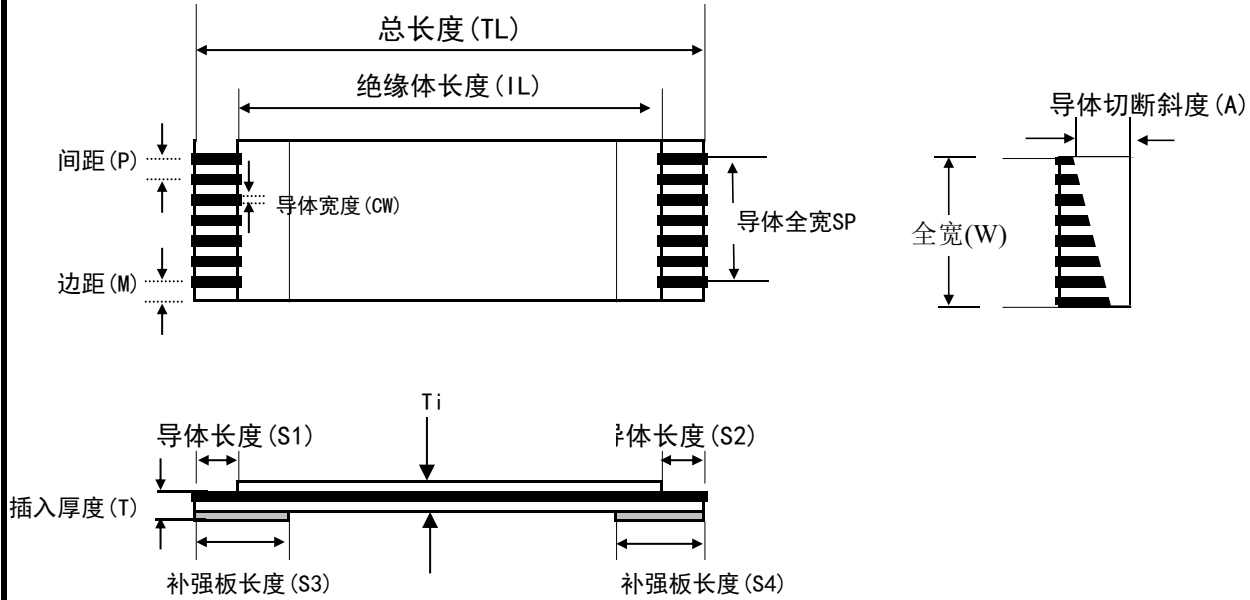 总长度(TL)
绝缘体长度(IL)
导体切断斜度(A)
间距(P)
导体宽度(CW)
导体全宽SP
全宽(W)
边距(M)
Ti
导体长度(S1)
体长度(S2)
插入厚度(T)
补强板长度(S3)
补强板长度(S4)